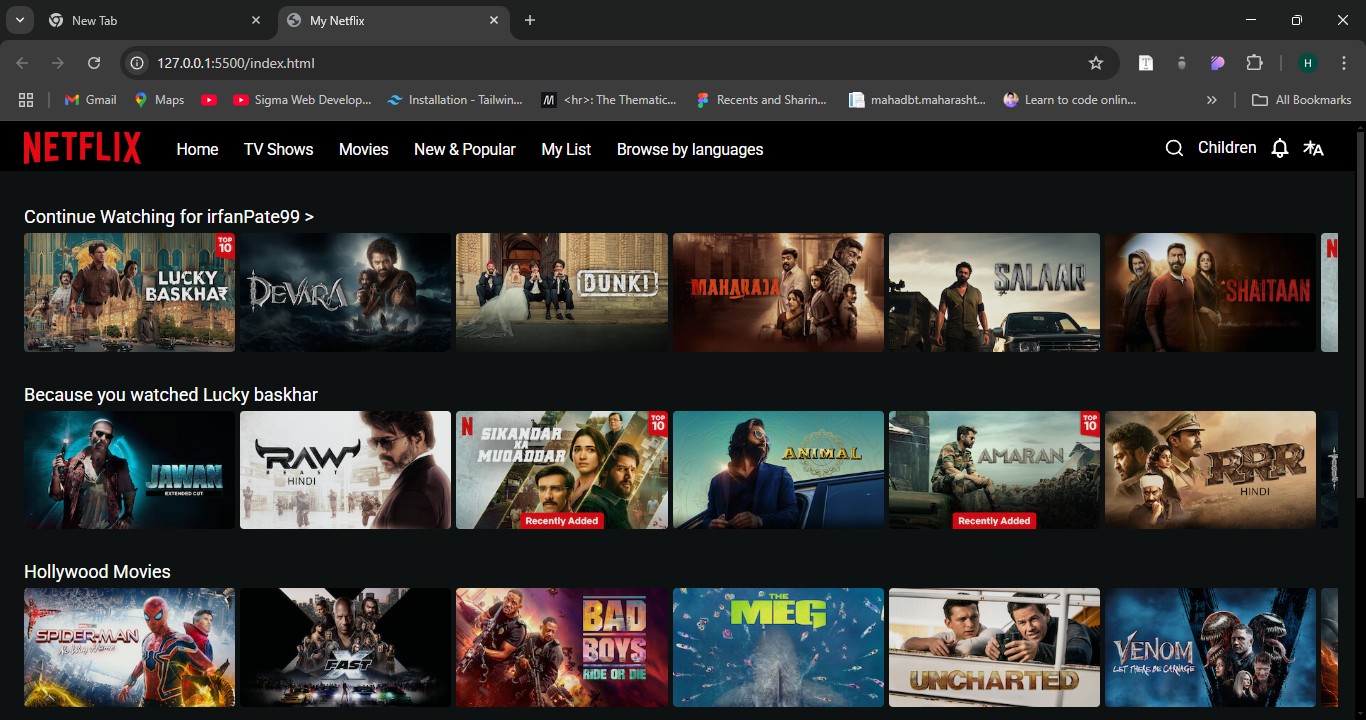 New Tab
My Netflix
127.0.0.1:5500/index.html
H
Gmail
Maps
Sigma Web Develop...
Installation - Tailwin...
<hr>: The Thematic...
Recents and Sharin...
mahadbt.maharasht...
Learn to code onlin...
All Bookmarks
NETFLIX
Home
TV Shows
Movies
New & Popular
My List
Browse by languages
Children
Continue Watching for irfanPate99 >
TOP
10
LUCKY
BASKHAR
DEVARA
DUNKI
MAHARAJA
SALAAR
SHAITAAN
N
Because you watched Lucky baskhar
JAWAN
EXTENDED CUT
RAW
BEAST
HINDI
N
SIKANDAR
KA
MUQADDAR
TOP
10
Recently Added
ANIMAL
AMARAN
TOP
10
Recently Added
RRR
HINDI
Hollywood Movies
SPIDER-MAN
No Way Home
FAST X
BAD
BOYS
RIDE OR DIE
THE
MEG
UNCHARTED
VENOM
LET THERE BE CARNAGE